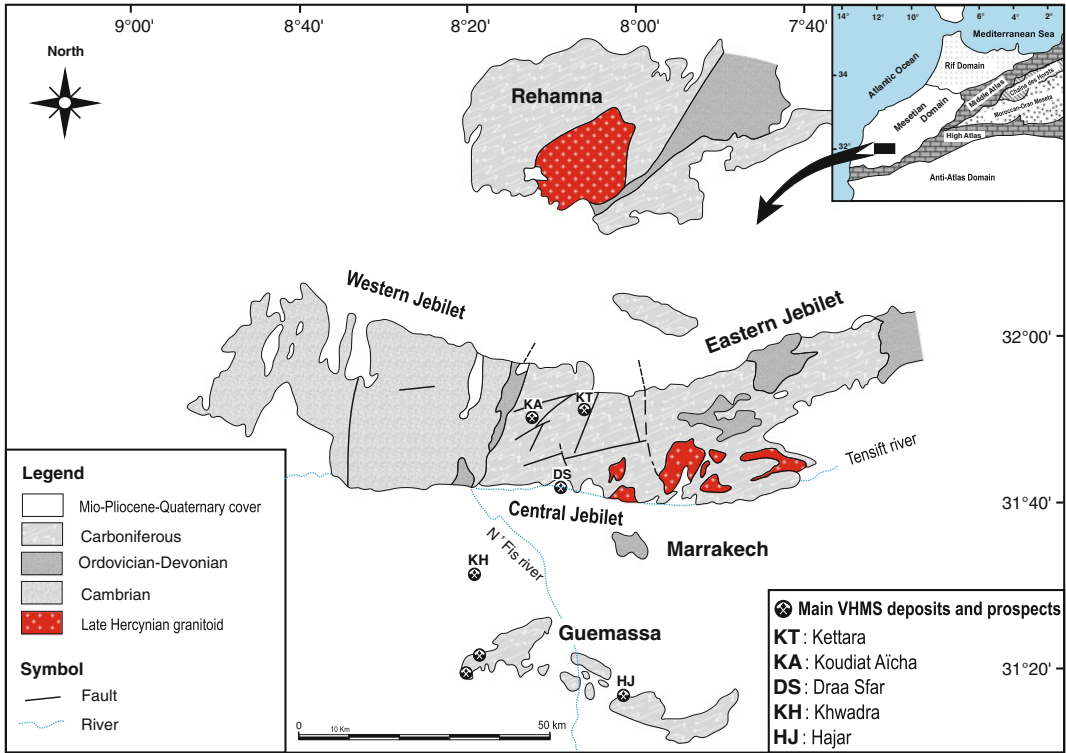 9°00'
8°40'
8°20'
8°00'
7°40'
North
Rehamna
14°
12°
10°
6°
4°
2°
Mediterranean Sea
Atlantic Ocean
Rif Domain
34
Middle Atlas
Chaîne des Horsts
Mesetian
Domain
Moroccan-Oran Meseta
High Atlas
32°
Anti-Atlas Domain
Western Jebilet
Eastern Jebilet
32°00'
KA
KT
DS
Tensift river
31°40'
Central Jebilet
N'Fis river
Marrakech
KH
Guemassa
HJ
31°20'
Legend
Mio-Pliocene-Quaternary cover
Carboniferous
Ordovician-Devonian
Cambrian
Late Hercynian granitoid
Symbol
Fault
River
0
10 Km
50 km
Main VHMS deposits and prospects
KT : Kettara
KA : Koudiat Aïcha
DS : Draa Sfar
KH : Khwadra
HJ : Hajar